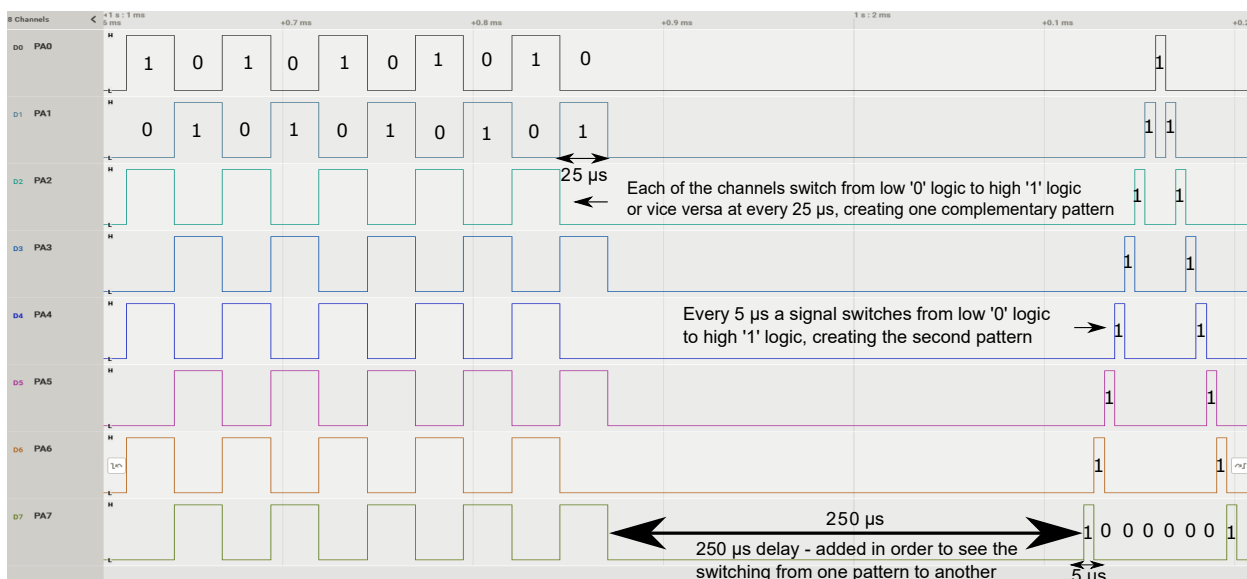 8 Channels
1 s : 1 ms
6 ms
+0.7 ms
+0.8 ms
+0.9 ms
1 s : 2 ms
+0.1 ms
D0 PA0
H
L
1 0 1 0 1 0 1 0 1 0
1
D1 PA1
H
L
0 1 0 1 0 1 0 1 0 1
1 1
25 µs
D2 PA2
H
L
Each of the channels switch from low '0' logic to high '1' logic
or vice versa at every 25 µs, creating one complementary pattern
1 1
D3 PA3
H
L
1 1
D4 PA4
H
L
Every 5 µs a signal switches from low '0' logic
to high '1' logic, creating the second pattern
1 1
D5 PA5
H
L
1 1
D6 PA6
H
L
1 1
D7 PA7
H
L
250 µs
1 0 0 0 0 0 0 1
250 µs delay - added in order to see the
switching from one pattern to another
5 µs